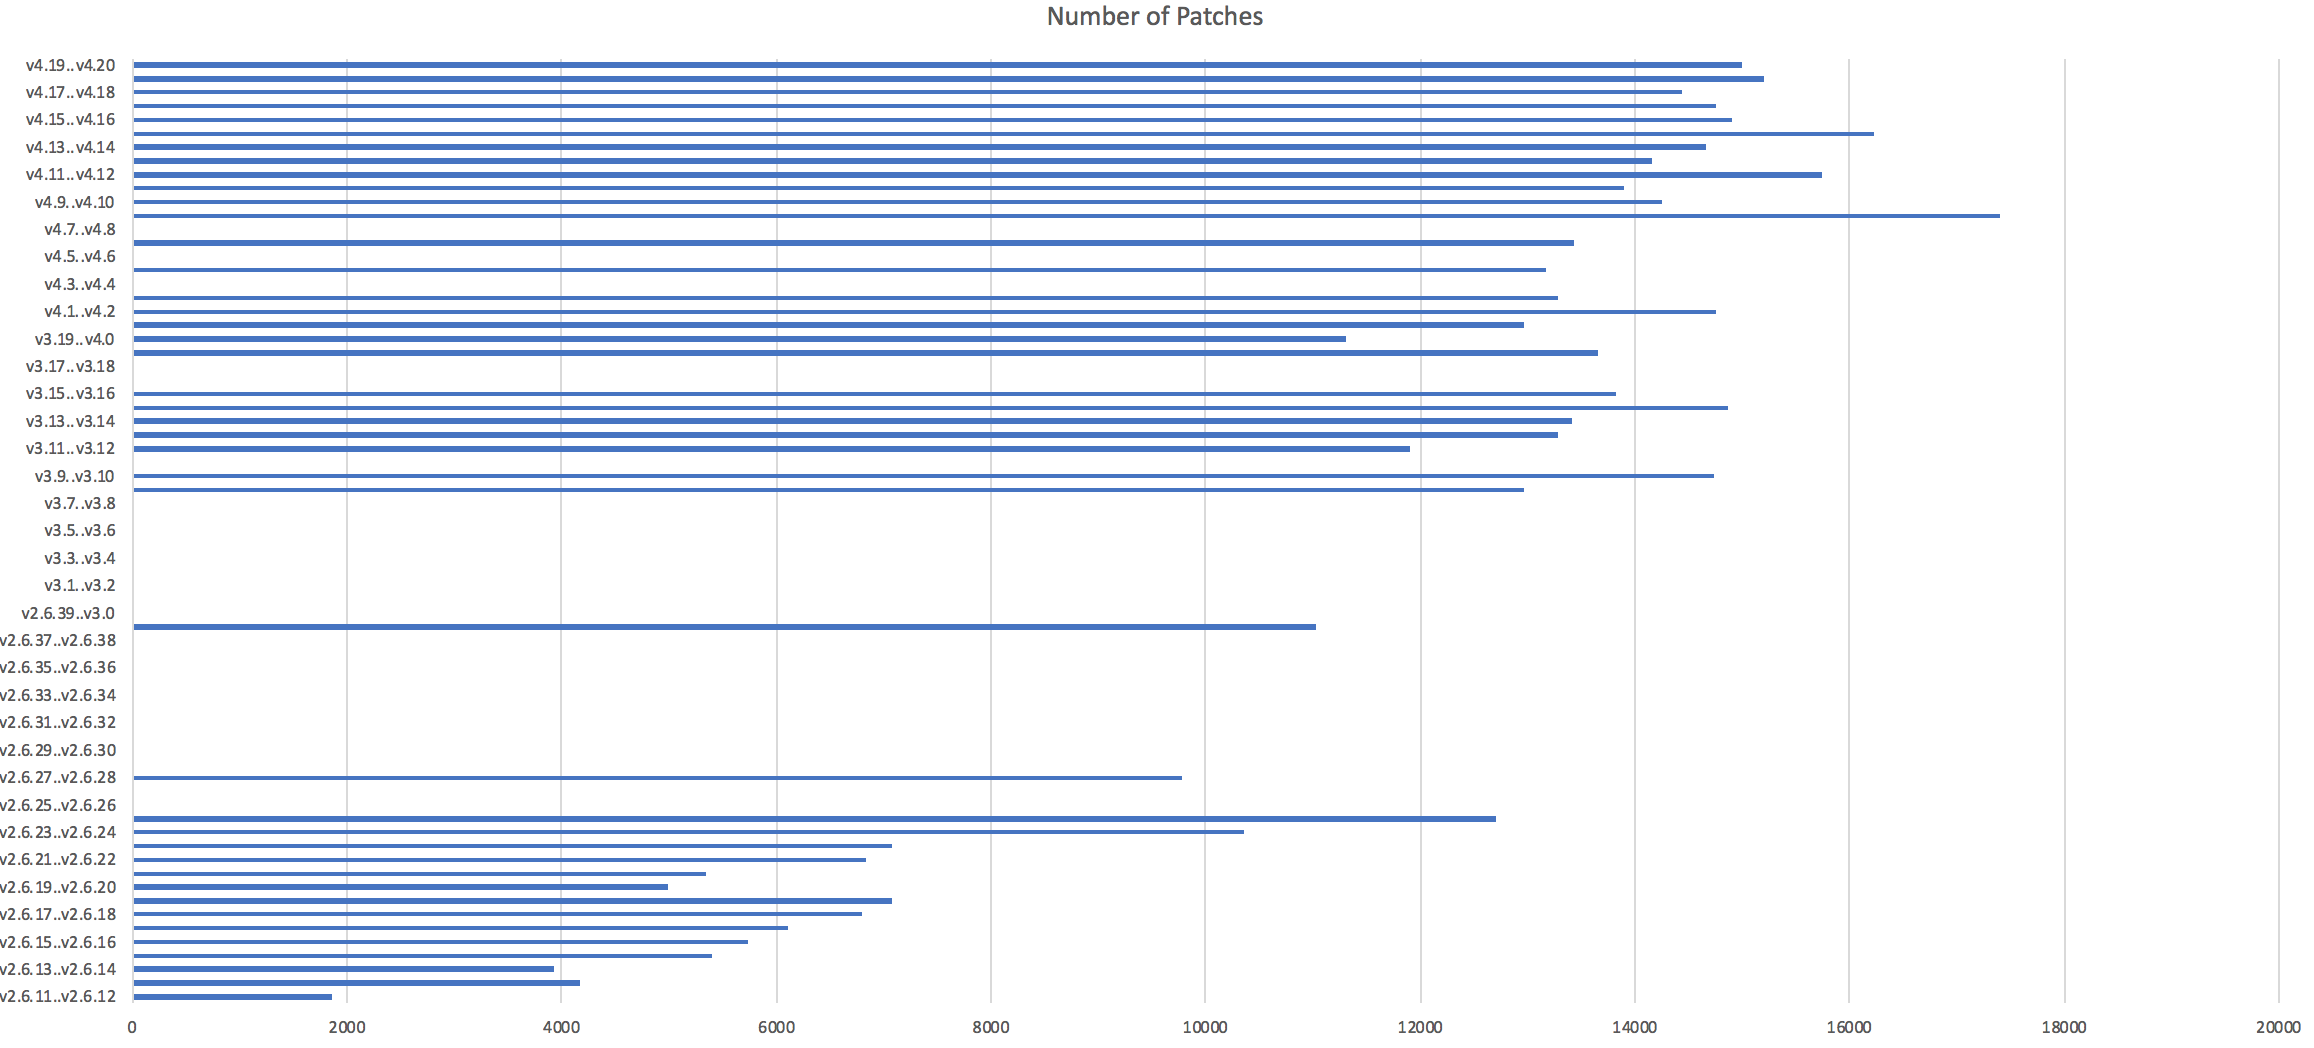 Number of Patches
v4.19..v4.20
v4.17..v4.18
v4.15..v4.16
v4.13..v4.14
v4.11..v4.12
v4.9..v4.10
v4.7..v4.8
v4.5..v4.6
v4.3..v4.4
v4.1..v4.2
v3.19..v4.0
v3.17..v3.18
v3.15..v3.16
v3.13..v3.14
v3.11..v3.12
v3.9..v3.10
v3.7..v3.8
v3.5..v3.6
v3.3..v3.4
v3.1..v3.2
v2.6.39..v3.0
v2.6.37..v2.6.38
v2.6.35..v2.6.36
v2.6.33..v2.6.34
v2.6.31..v2.6.32
v2.6.29..v2.6.30
v2.6.27..v2.6.28
v2.6.25..v2.6.26
v2.6.23..v2.6.24
v2.6.21..v2.6.22
v2.6.19..v2.6.20
v2.6.17..v2.6.18
v2.6.15..v2.6.16
v2.6.13..v2.6.14
v2.6.11..v2.6.12
0 2000 4000 6000 8000 10000 12000 14000 16000 18000 20000